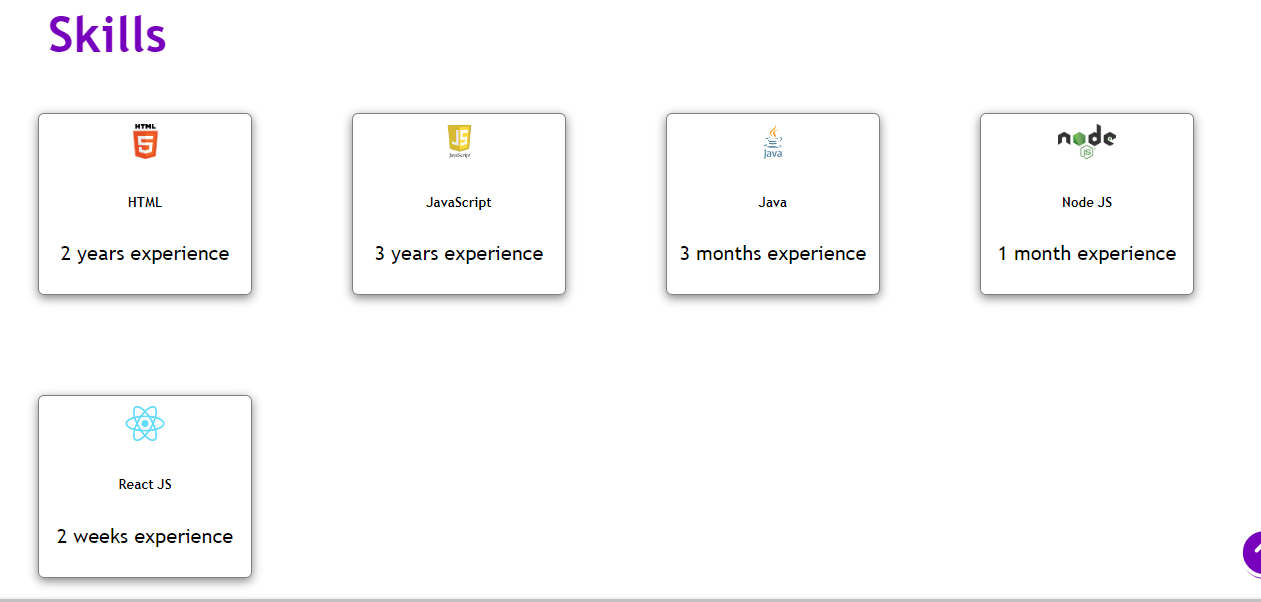 Skills
HTML
5
HTML
2 years experience
JS
JavaScript
JavaScript
3 years experience
Java
Java
3 months experience
node
JS
Node JS
1 month experience
React JS
2 weeks experience